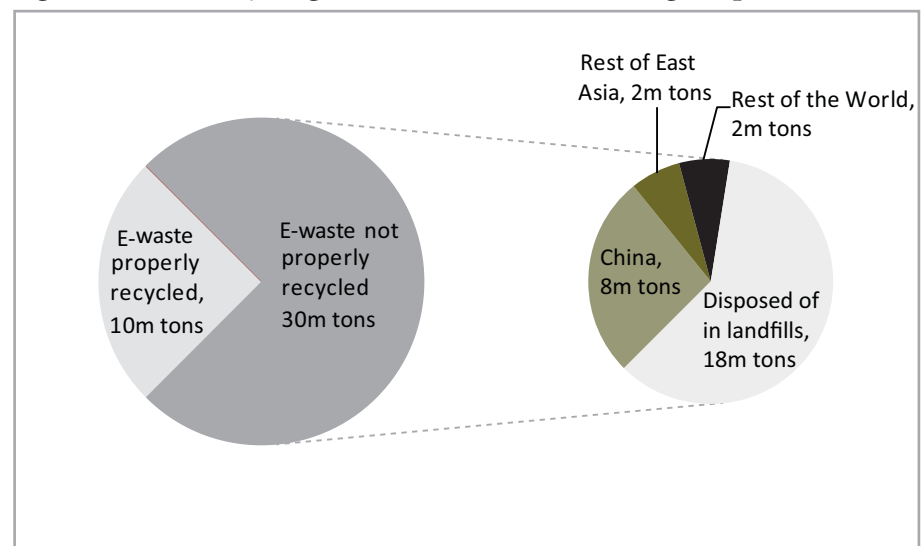 E-waste
properly
recycled,
10m tons
E-waste not
properly
recycled
30m tons
Rest of East
Asia, 2m tons
Rest of the World,
2m tons
China,
8m tons
Disposed of
in landfills,
18m tons